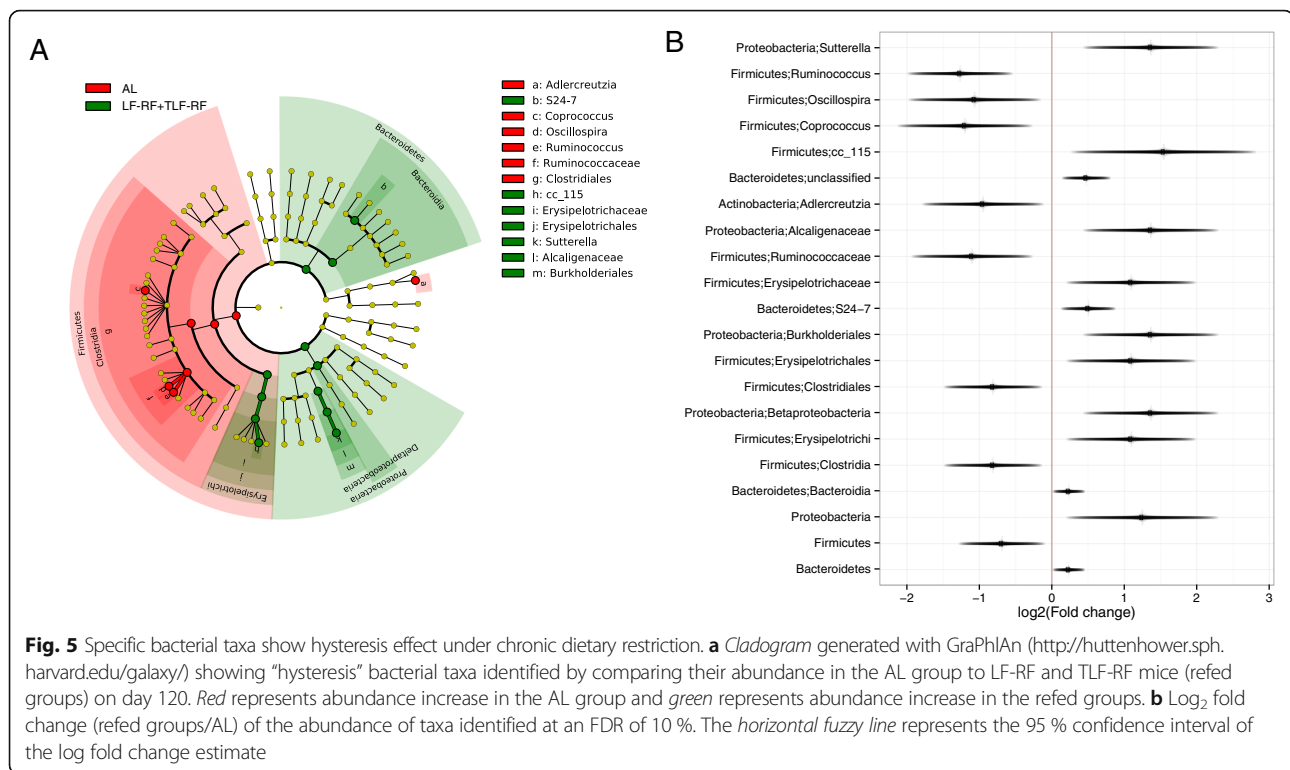 A
AL
LF-RF+TLF-RF
a: Adlercreutzia
b: S24-7
c: Coprococcus
d: Oscillospira
e: Ruminococcus
f: Ruminococcaceae
g: Clostridiales
h: cc_115
i: Erysipelotrichaceae
j: Erysipelotrichales
k: Sutterella
l: Alcaligenaceae
m: Burkholderiales
Bacteroidetes
Bacteroidia
b
a
Firmicutes
Clostridia
g
c
f
e
i
j
Erysipelotrichi
k
l
m
Deltaproteobacteria
Proteobacteria
B
Proteobacteria;Sutterella
Firmicutes;Ruminococcus
Firmicutes;Oscillospira
Firmicutes;Coprococcus
Firmicutes;cc_115
Bacteroidetes;unclassified
Actinobacteria;Adlercreutzia
Proteobacteria;Alcaligenaceae
Firmicutes;Ruminococcaceae
Firmicutes;Erysipelotrichaceae
Bacteroidetes;S24-7
Proteobacteria;Burkholderiales
Firmicutes;Erysipelotrichales
Firmicutes;Clostridiales
Proteobacteria;Betaproteobacteria
Firmicutes;Erysipelotrichi
Firmicutes;Clostridia
Bacteroidetes;Bacteroidia
Proteobacteria
Firmicutes
Bacteroidetes
-2 -1 0 1 2 3
log2(Fold change)
Fig. 5 Specific bacterial taxa show hysteresis effect under chronic dietary restriction. a Cladogram generated with GraPhlAn (http://huttenhower.sph.
harvard.edu/galaxy/) showing “hysteresis” bacterial taxa identified by comparing their abundance in the AL group to LF-RF and TLF-RF mice (refed
groups) on day 120. Red represents abundance increase in the AL group and green represents abundance increase in the refed groups. b Log2 fold
change (refed groups/AL) of the abundance of taxa identified at an FDR of 10 %. The horizontal fuzzy line represents the 95 % confidence interval of
the log fold change estimate